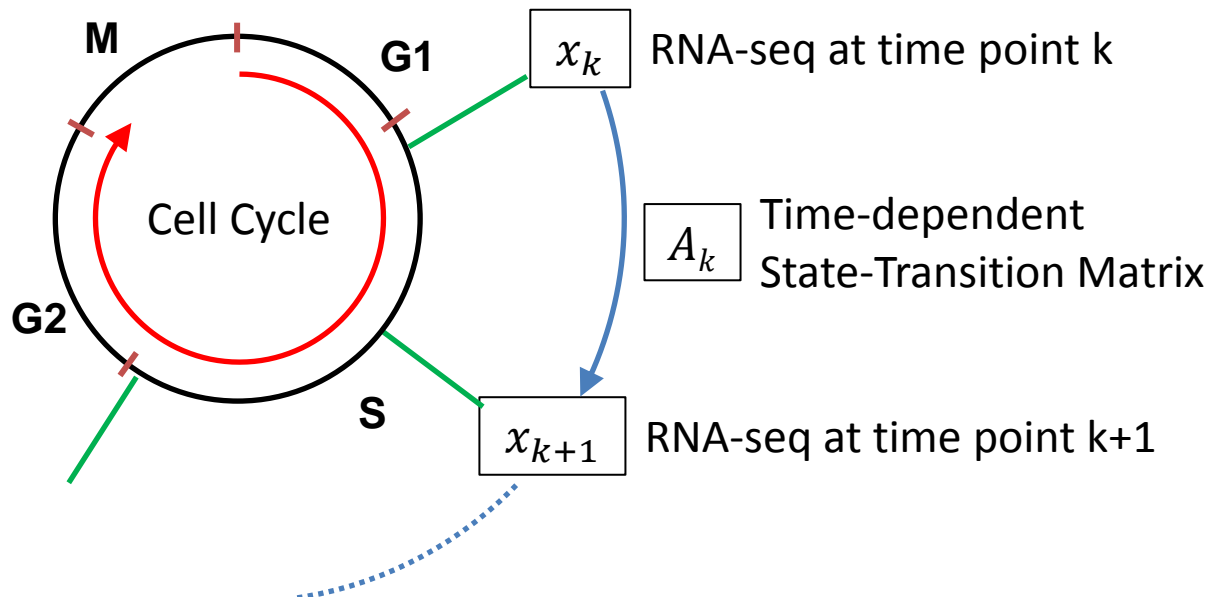 M
G1
x_k
RNA-seq at time point k
Cell Cycle
A_k
Time-dependent
State-Transition Matrix
G2
S
x_{k+1}
RNA-seq at time point k+1